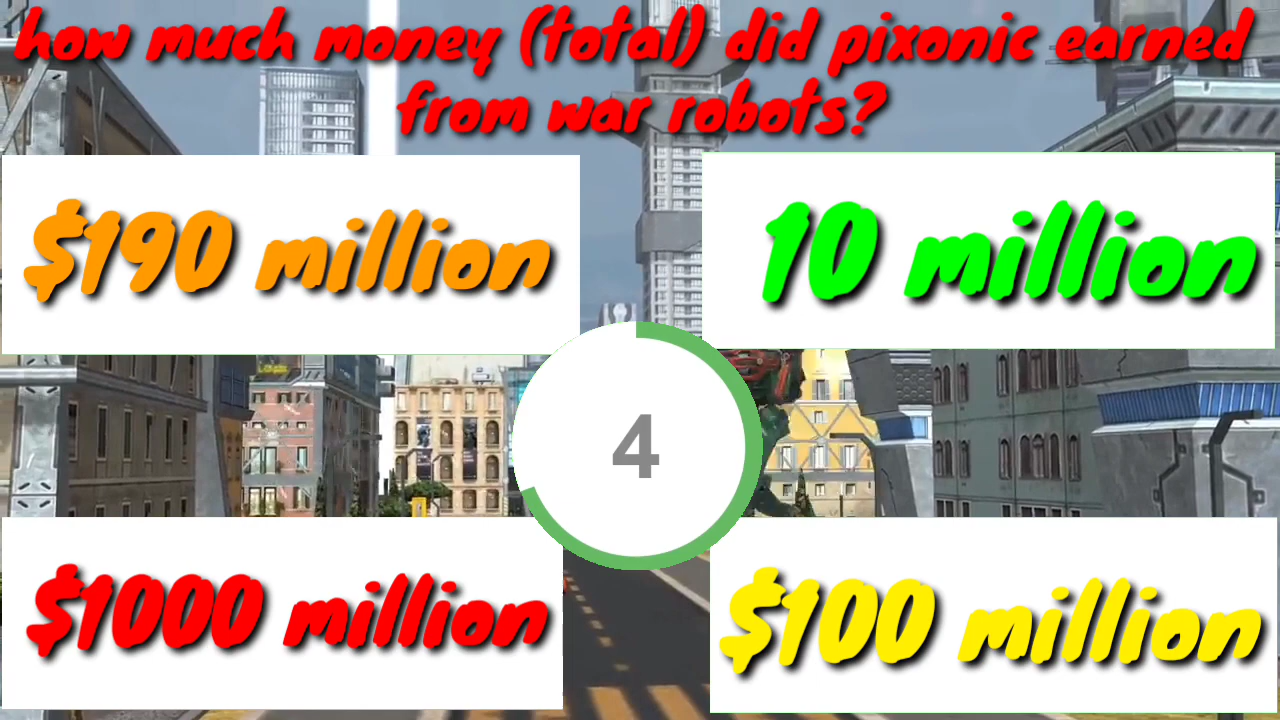 how much money (total) did pixonic earned
from war robots?
$190 million
10 million
4
$1000 million
$100 million